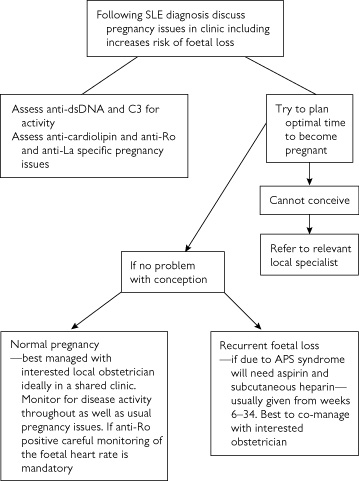 Following SLE diagnosis discuss
pregnancy issues in clinic including
increases risk of foetal loss
Assess anti-dsDNA and C3 for
activity
Assess anti-cardiolipin and anti-Ro
and anti-La specific pregnancy
issues
Try to plan
optimal time
to become
pregnant
Cannot conceive
Refer to relevant
local specialist
If no problem
with conception
Normal pregnancy
—best managed with
interested local obstetrician
ideally in a shared clinic.
Monitor for disease activity
throughout as well as usual
pregnancy issues. If anti-Ro
positive careful monitoring of
the foetal heart rate is
mandatory
Recurrent foetal loss
—if due to APS syndrome
will need aspirin and
subcutaneous heparin—
usually given from weeks
6–34. Best to co-manage
with interested
obstetrician